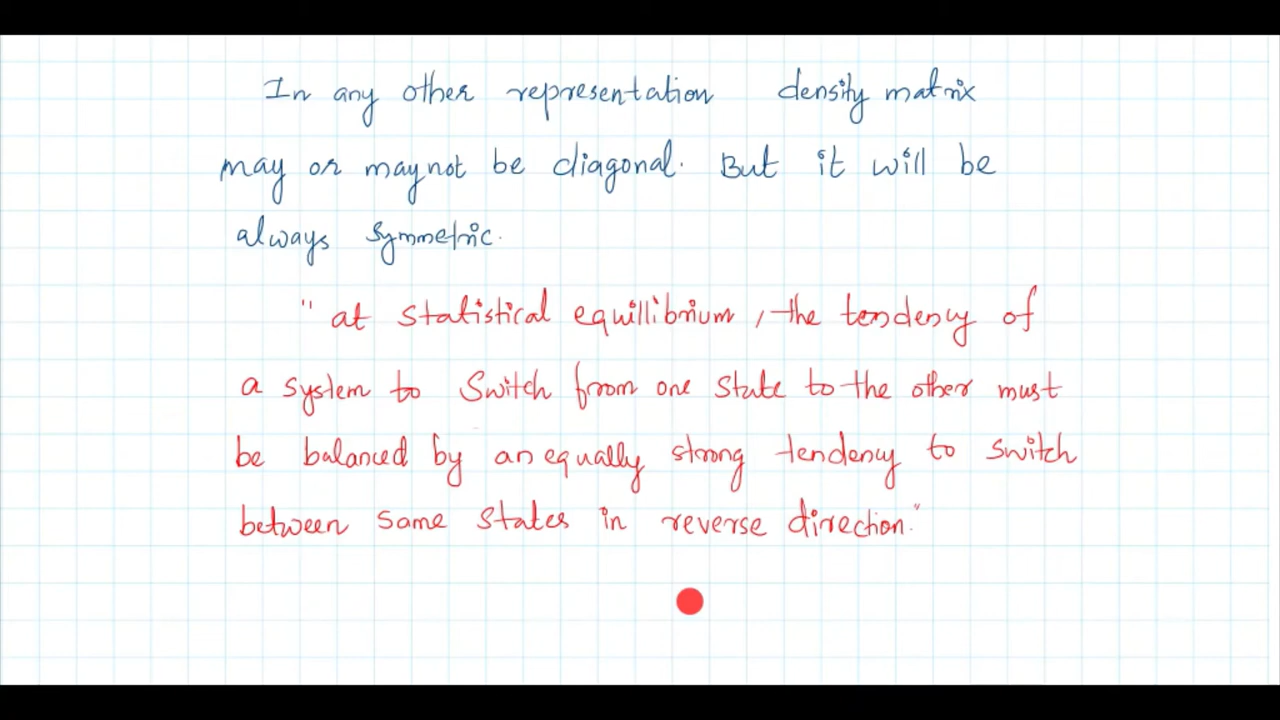 In any other representation density matrix
may or may not be diagonal. But it will be
always symmetric.
" at statistical equillibrium, the tendency of
a system to switch from one state to the other must
be balanced by an equally strong tendency to switch
between same states in reverse direction."